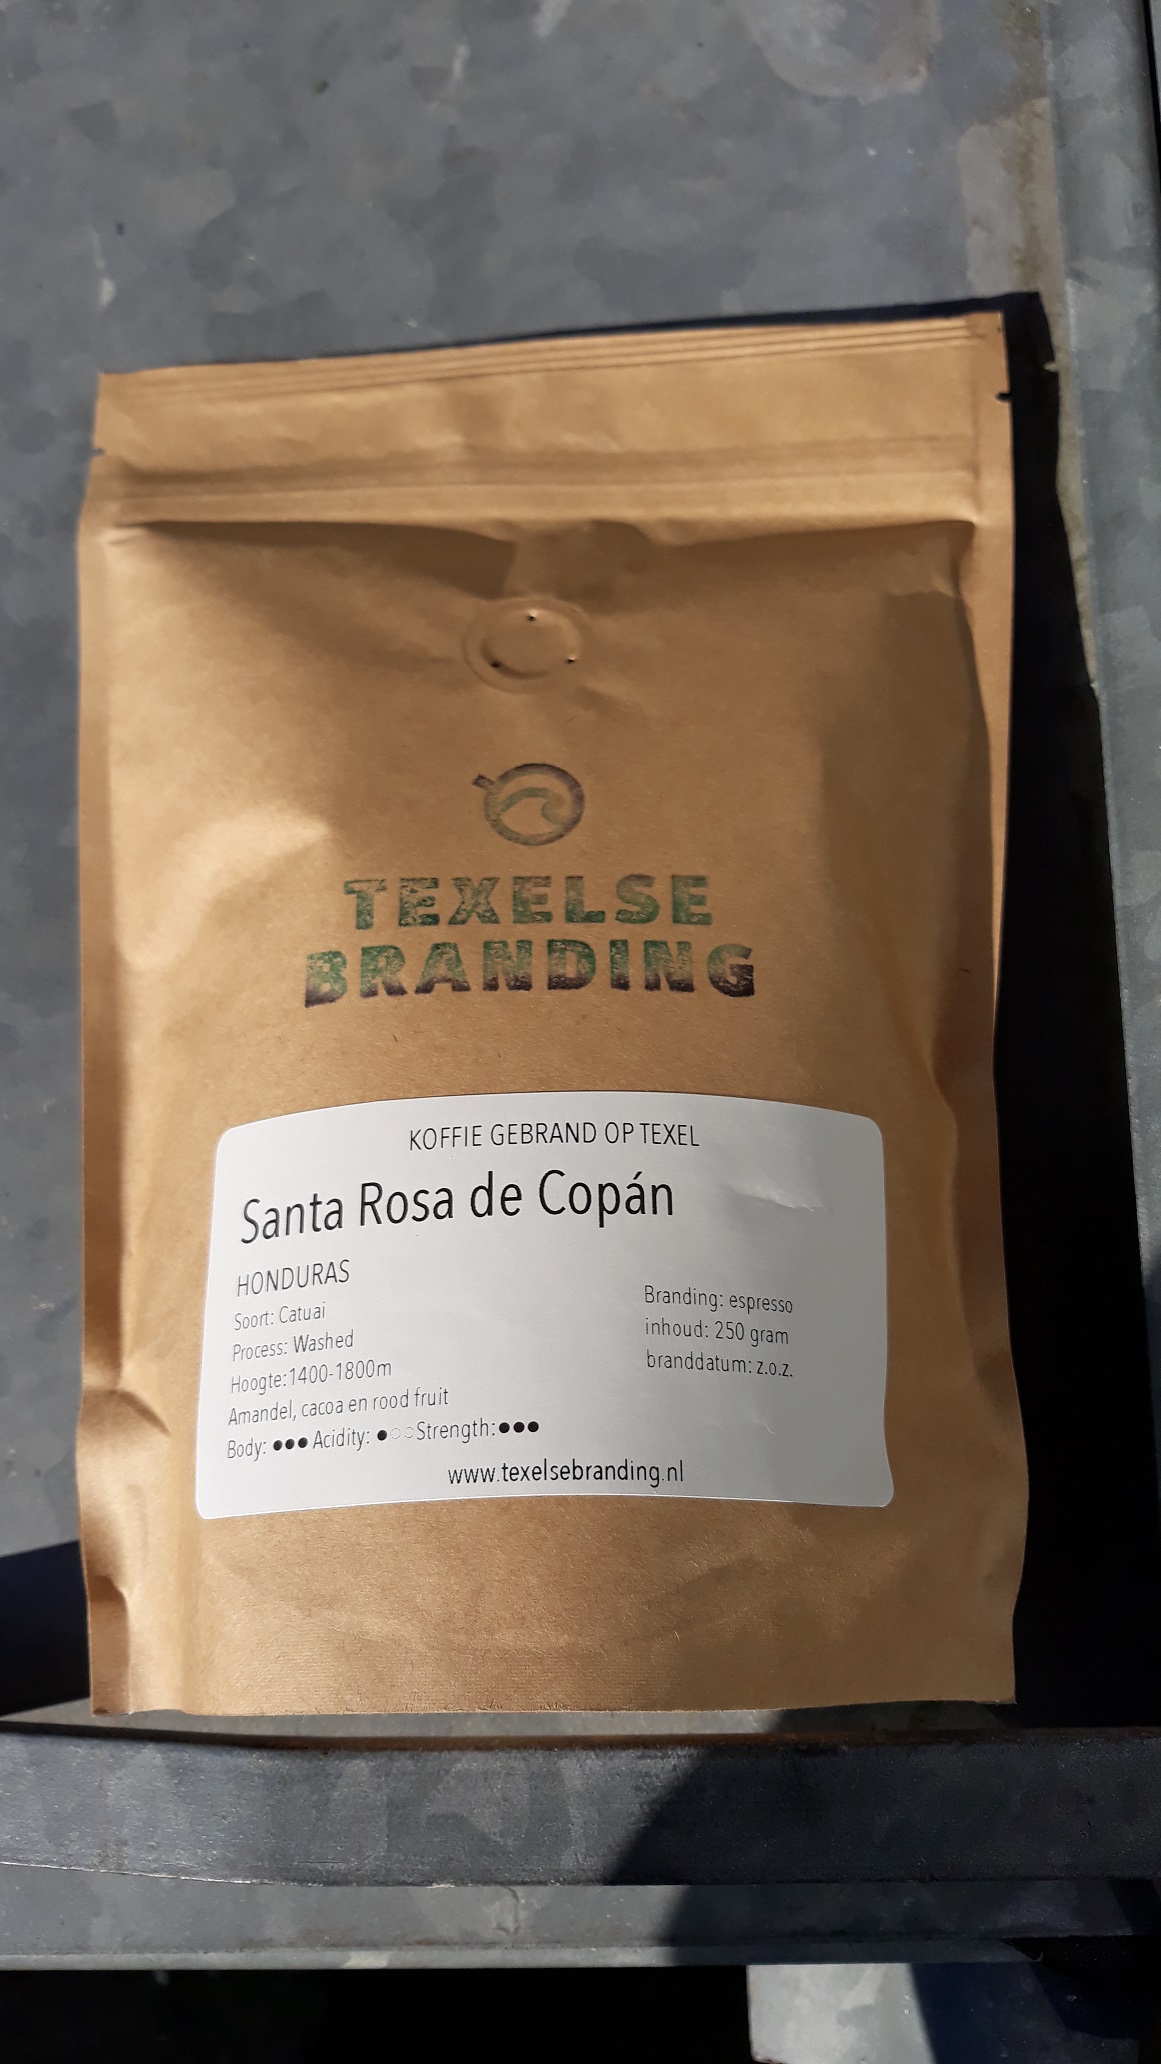 TEXELSE
BRANDING
KOFFIE GEBRAND OP TEXEL
Santa Rosa de Copán
HONDURAS
Soort: Catuai
Process: Washed
Hoogte:1400-1800m
Amandel, cacoa en rood fruit
Body: ●●● Acidity: ●○○ Strength:●●●
Branding: espresso
inhoud: 250 gram
branddatum: z.o.z.
www.texelsebranding.nl